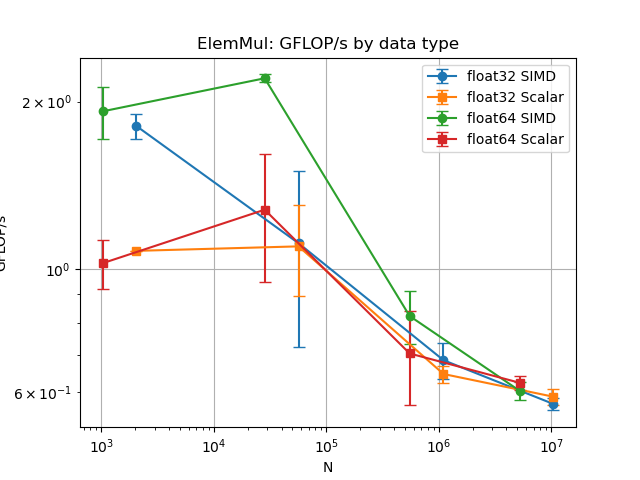 ElemMul: GFLOP/s by data type
float32 SIMD
float32 Scalar
float64 SIMD
float64 Scalar
2 × 10⁰
10⁰
6 × 10⁻¹
GFLOP/s
10³ 10⁴ 10⁵ 10⁶ 10⁷
N